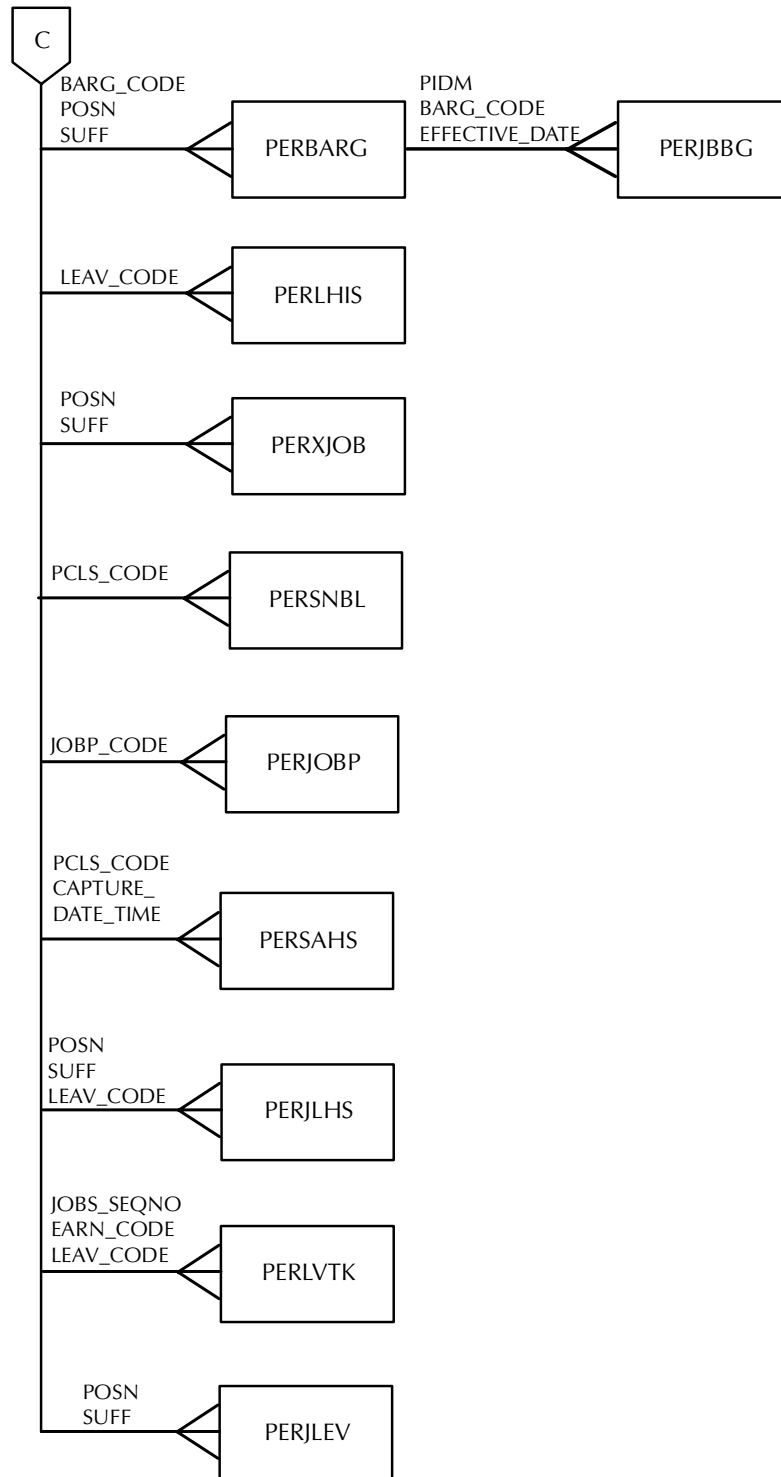 C
BARG_CODE
POSN
SUFF
PERBARG
PIDM
BARG_CODE
EFFECTIVE_DATE
PERJBBG
LEAV_CODE
PERLHIS
POSN
SUFF
PERXJOB
PCLS_CODE
PERSNBL
JOBP_CODE
PERJOBP
PCLS_CODE
CAPTURE_
DATE_TIME
PERSAHS
POSN
SUFF
LEAV_CODE
PERJLHS
JOBS_SEQNO
EARN_CODE
LEAV_CODE
PERLVTK
POSN
SUFF
PERJLEV